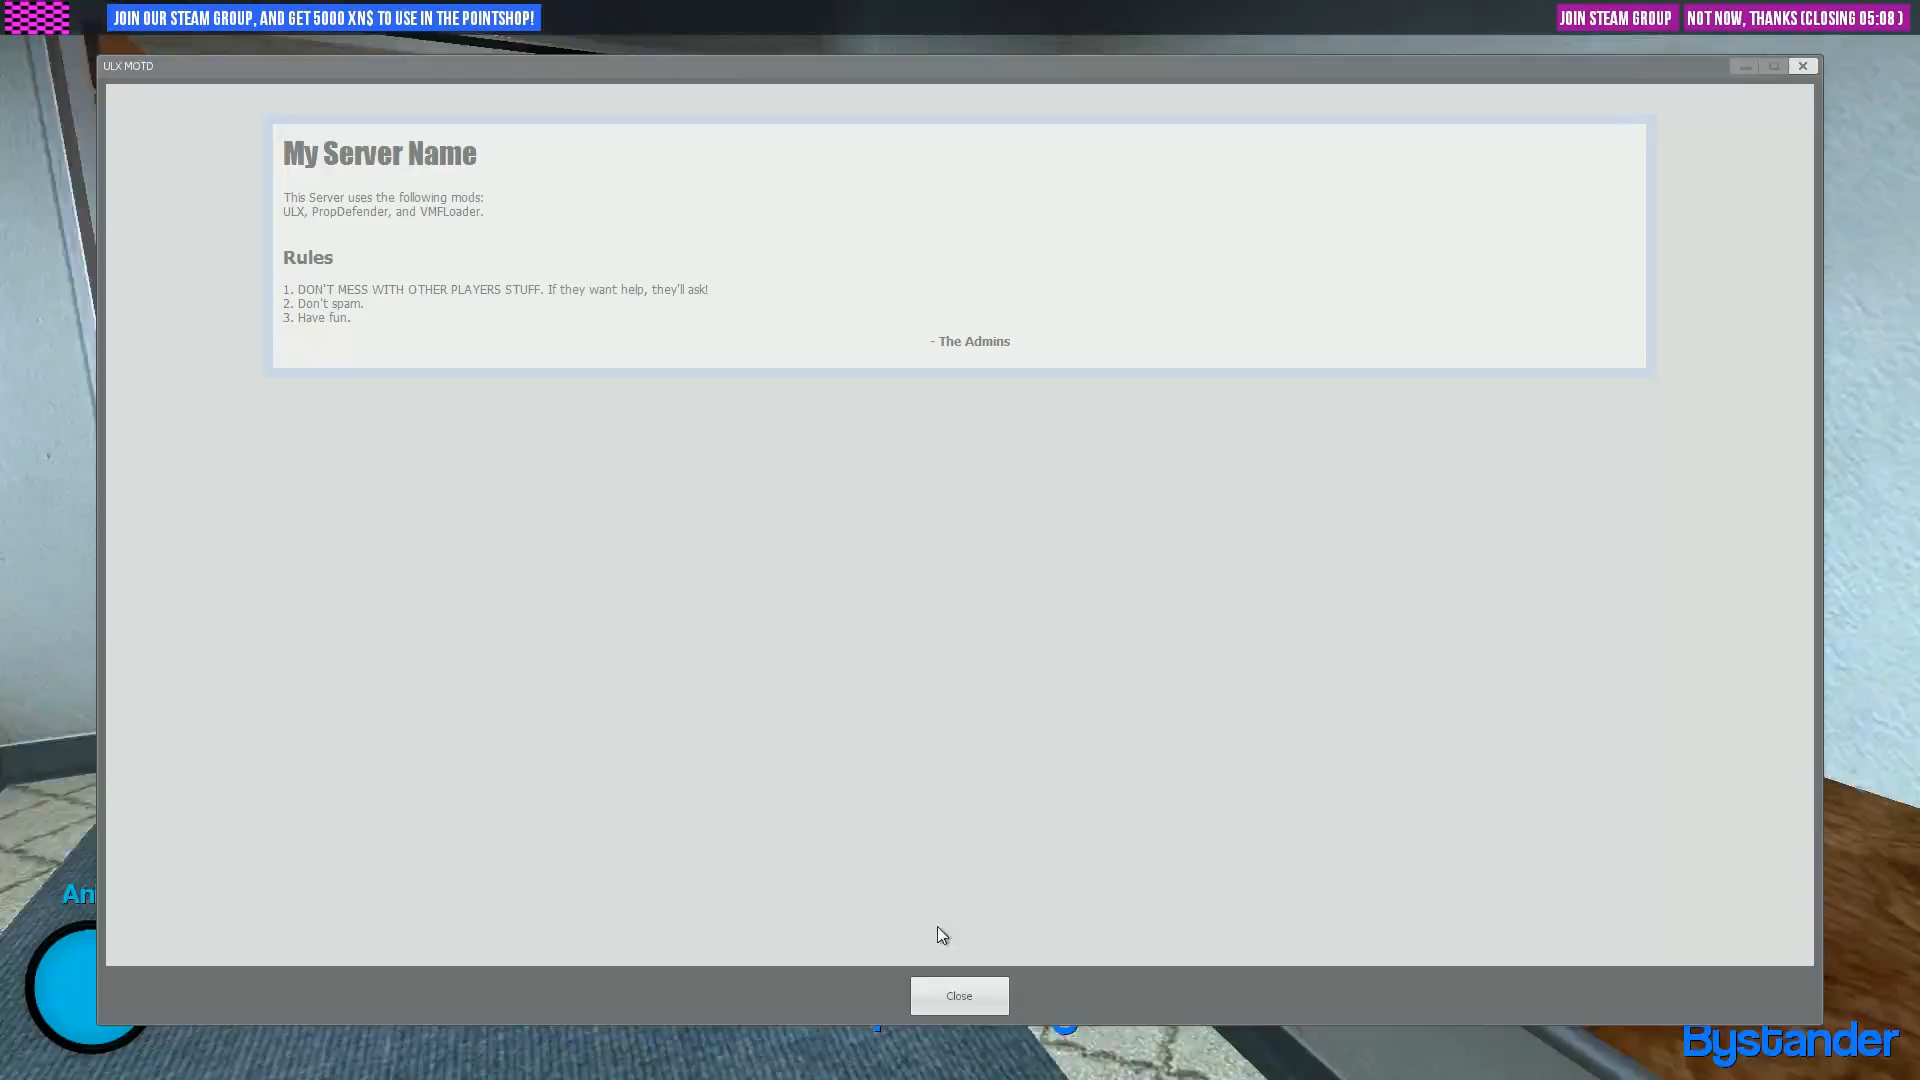 JOIN OUR STEAM GROUP, AND GET 5000 XN$ TO USE IN THE POINTSHOP!
JOIN STEAM GROUP
NOT NOW, THANKS (CLOSING 05:08 )
ULX MOTD
My Server Name
This Server uses the following mods:
ULX, PropDefender, and VMFLoader.
Rules
1. DON'T MESS WITH OTHER PLAYERS STUFF. If they want help, they'll ask!
2. Don't spam.
3. Have fun.
- The Admins
Close
Bystander